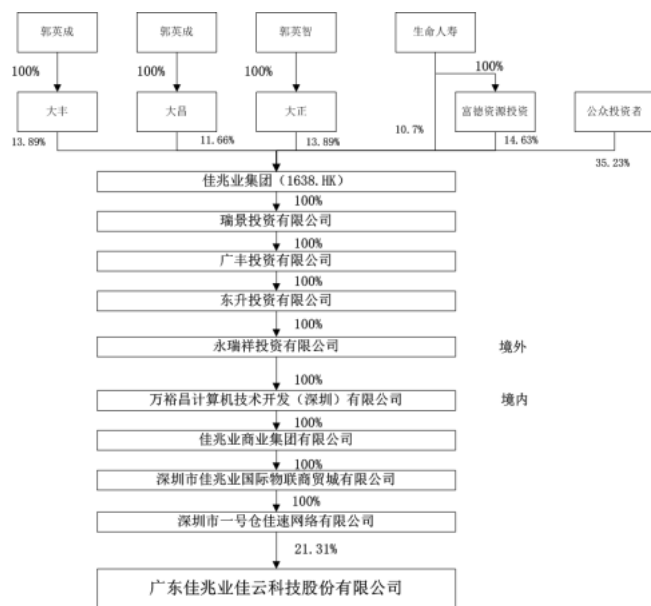 郭英成
郭英成
郭英智
生命人寿
100%
100%
100%
100%
大丰
大昌
大正
富德资源投资
公众投资者
13.89%
11.66%
13.89%
10.7%
14.63%
35.23%
佳兆业集团（1638.HK）
100%
瑞景投资有限公司
100%
广丰投资有限公司
100%
东升投资有限公司
100%
永瑞祥投资有限公司
境外
100%
万裕昌计算机技术开发（深圳）有限公司
境内
100%
佳兆业商业集团有限公司
100%
深圳市佳兆业国际物联商贸城有限公司
100%
深圳市一号仓佳速网络有限公司
21.31%
广东佳兆业佳云科技股份有限公司